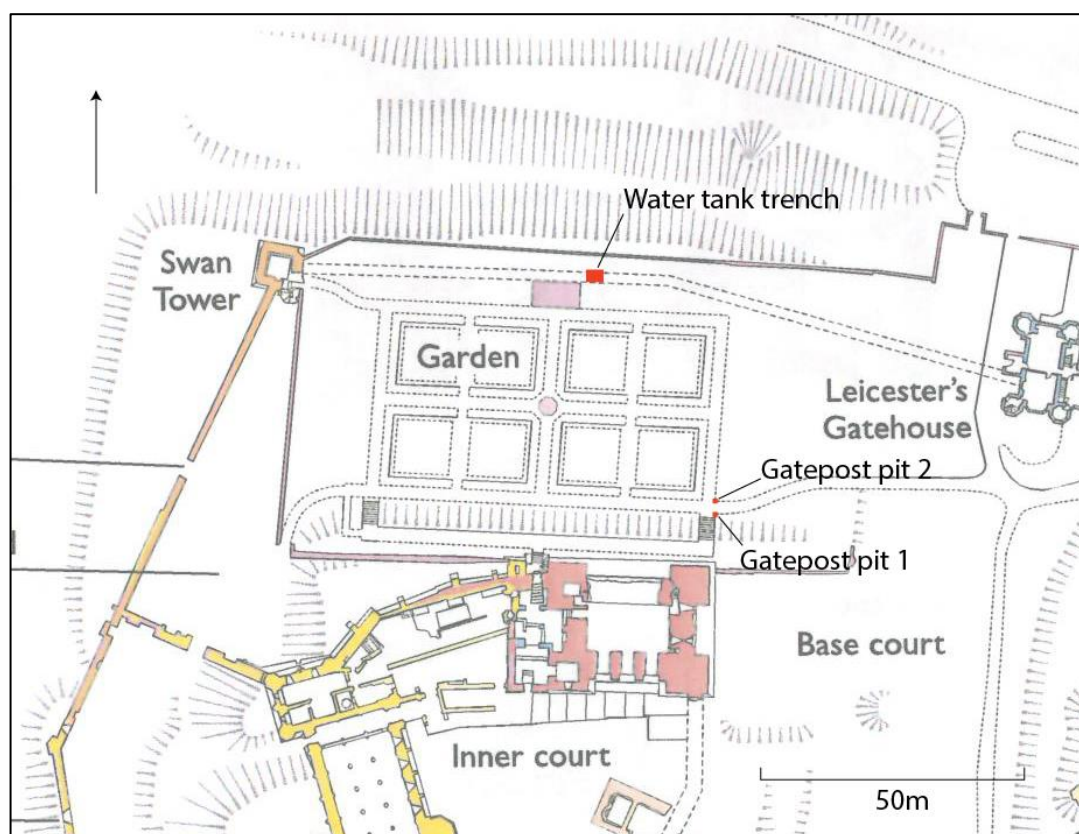 Water tank trench
Swan
Tower
Garden
Leicester's
Gatehouse
Gatepost pit 2
Gatepost pit 1
Base court
Inner court
50m